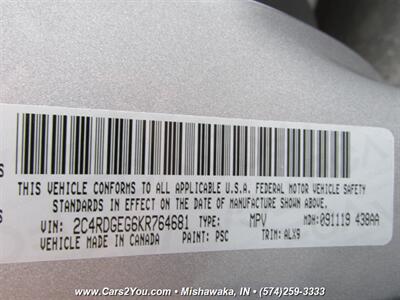 THIS VEHICLE CONFORMS TO ALL APPLICABLE U.S.A. FEDERAL MOTOR VEHICLE SAFETY
STANDARDS IN EFFECT ON THE DATE OF MANUFACTURE SHOWN ABOVE.
VIN: 2C4RDGEG6KR764681 TYPE: MPV MDH: 091119 438AA
VEHICLE MADE IN CANADA PAINT: PSC TRIM: ALX9
www.Cars2You.com • Mishawaka, IN • (574)259-3333